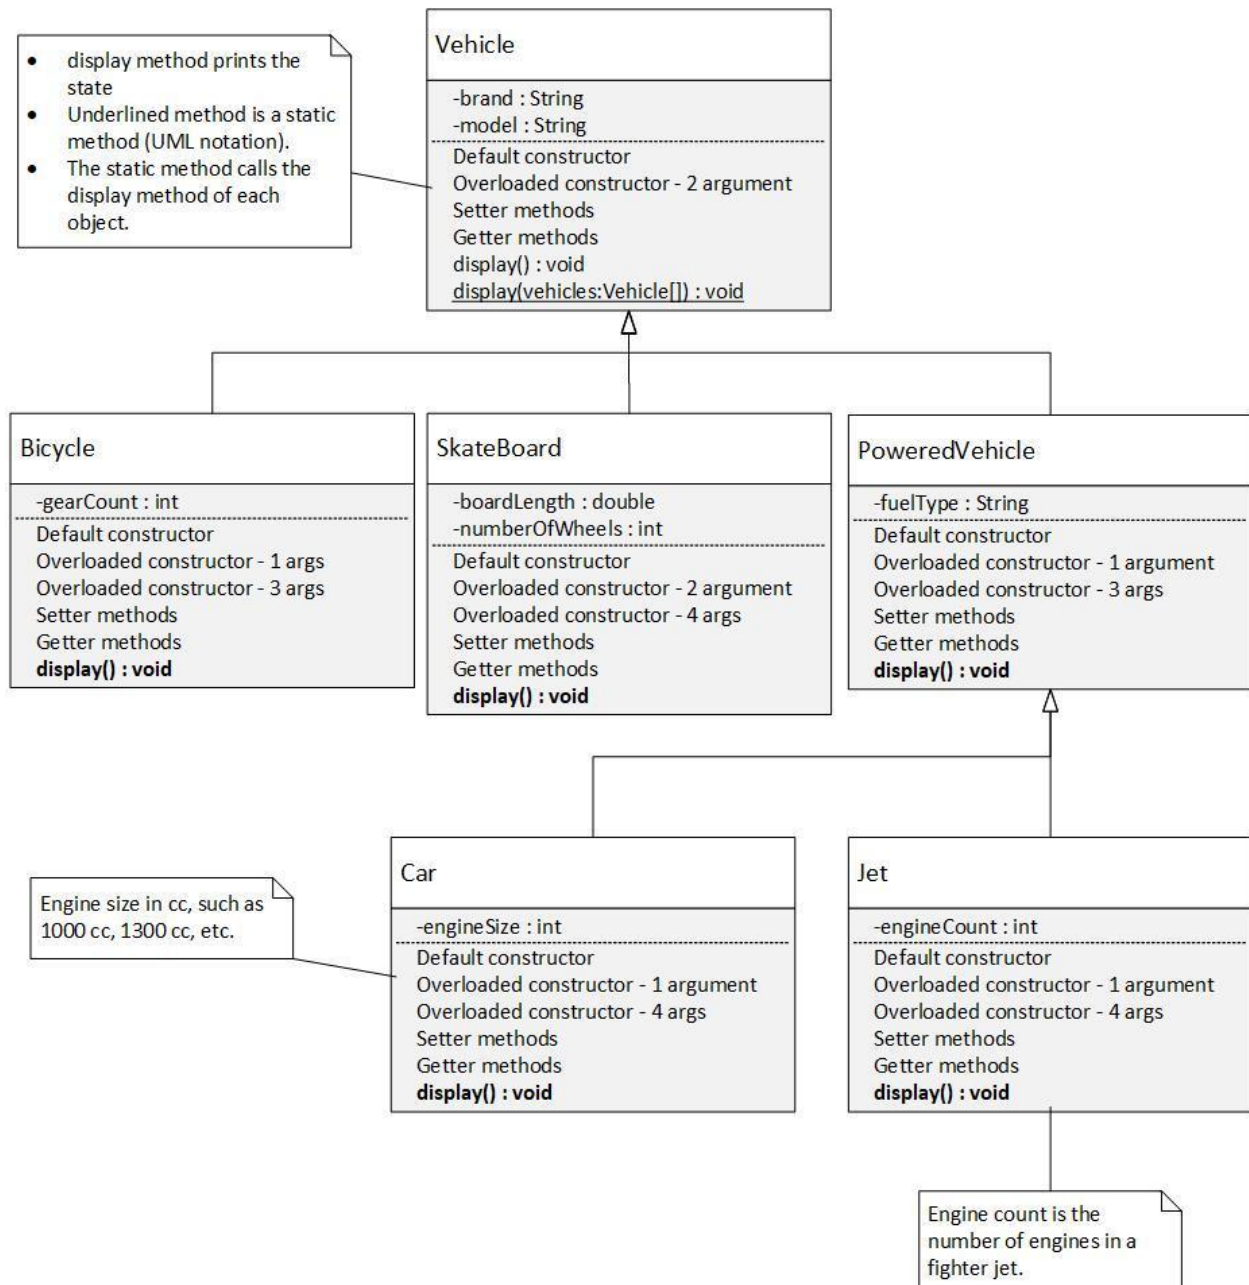 • display method prints the
state
• Underlined method is a static
method (UML notation).
• The static method calls the
display method of each
object.
Vehicle
-brand : String
-model : String
Default constructor
Overloaded constructor - 2 argument
Setter methods
Getter methods
display() : void
display(vehicles:Vehicle[]) : void
Bicycle
-gearCount : int
Default constructor
Overloaded constructor - 1 args
Overloaded constructor - 3 args
Setter methods
Getter methods
display() : void
SkateBoard
-boardLength : double
-numberOfWheels : int
Default constructor
Overloaded constructor - 2 argument
Overloaded constructor - 4 args
Setter methods
Getter methods
display() : void
PoweredVehicle
-fuelType : String
Default constructor
Overloaded constructor - 1 argument
Overloaded constructor - 3 args
Setter methods
Getter methods
display() : void
Engine size in cc, such as
1000 cc, 1300 cc, etc.
Car
-engineSize : int
Default constructor
Overloaded constructor - 1 argument
Overloaded constructor - 4 args
Setter methods
Getter methods
display() : void
Jet
-engineCount : int
Default constructor
Overloaded constructor - 1 argument
Overloaded constructor - 4 args
Setter methods
Getter methods
display() : void
Engine count is the
number of engines in a
fighter jet.